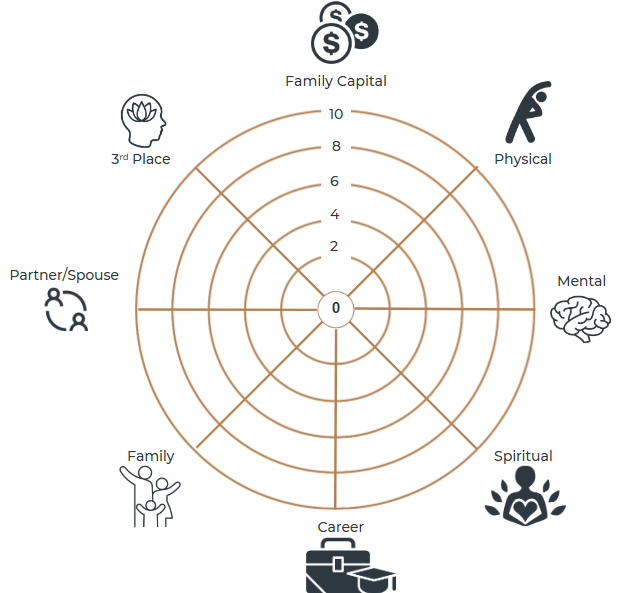 $
$
$
Family Capital
10
3rd Place
Physical
8
6
4
2
Partner/Spouse
Mental
0
Family
Spiritual
Career